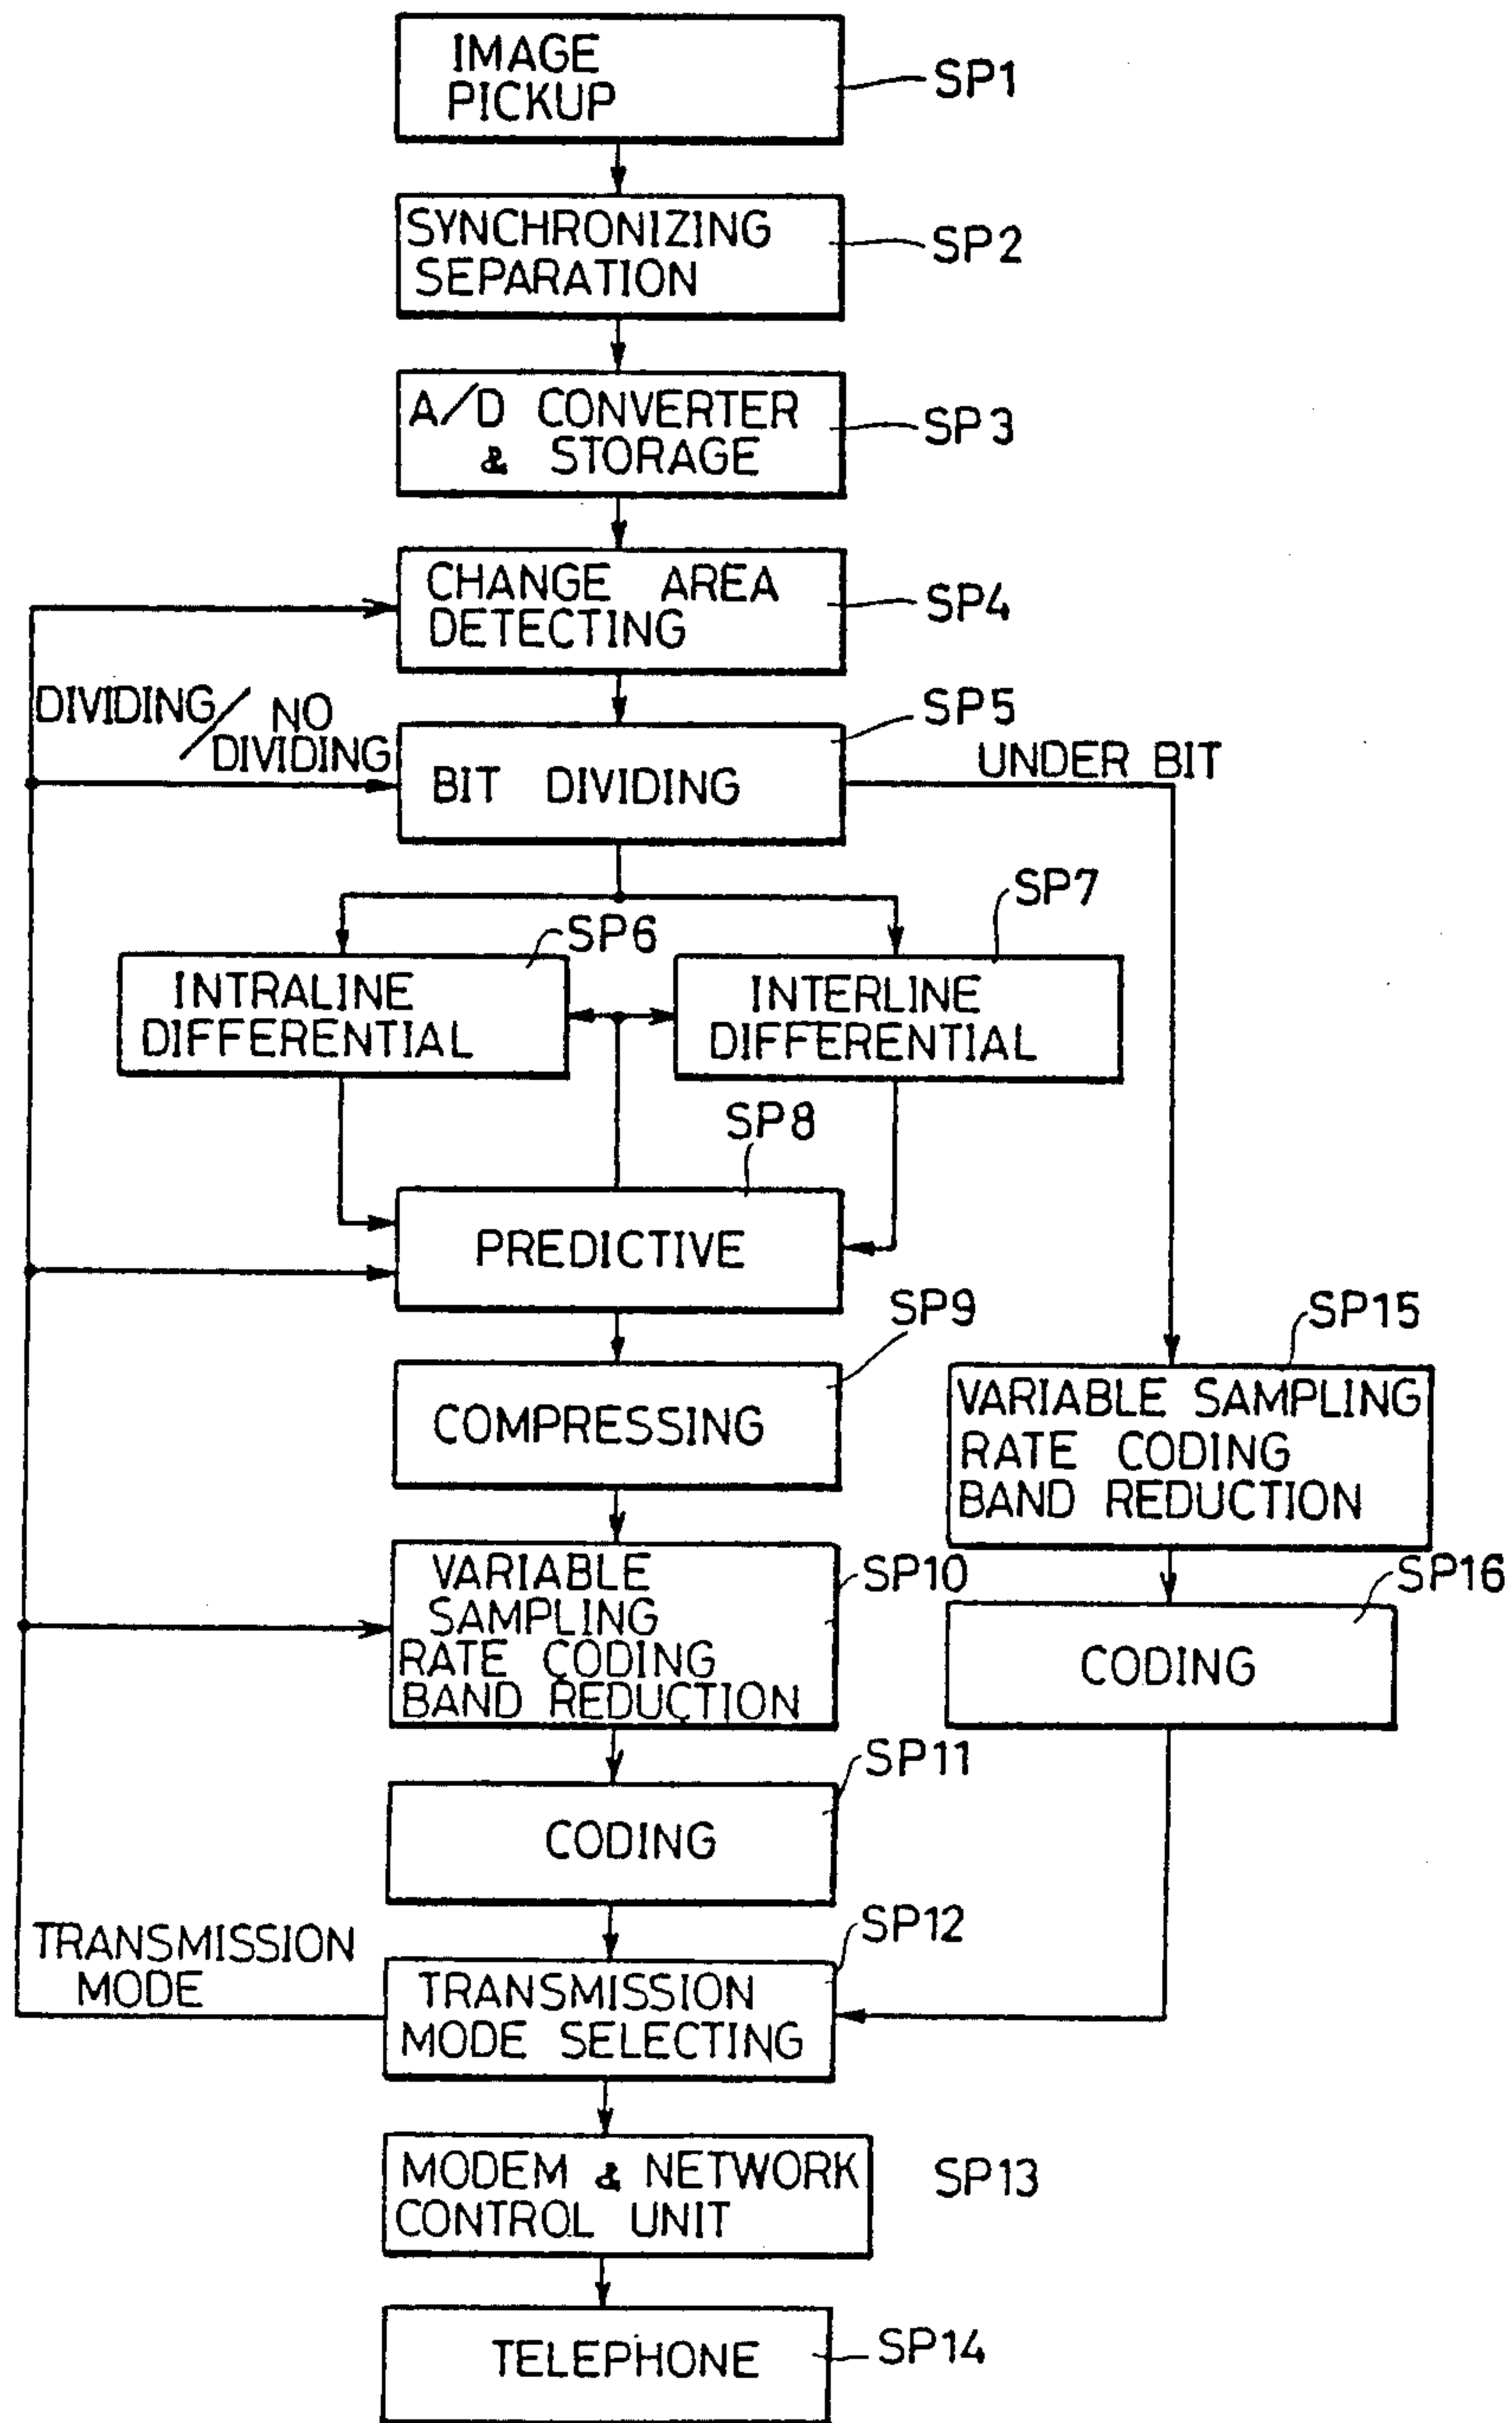 IMAGE
PICKUP
SP1
SYNCHRONIZING
SEPARATION
SP2
A/D CONVERTER
& STORAGE
SP3
CHANGE AREA
DETECTING
SP4
DIVIDING/NO
DIVIDING
BIT DIVIDING
SP5
UNDER BIT
INTRALINE
DIFFERENTIAL
SP6
INTERLINE
DIFFERENTIAL
SP7
PREDICTIVE
SP8
COMPRESSING
SP9
VARIABLE SAMPLING
RATE CODING
BAND REDUCTION
SP15
VARIABLE
SAMPLING
RATE CODING
BAND REDUCTION
SP10
CODING
SP16
CODING
SP11
TRANSMISSION
MODE
TRANSMISSION
MODE SELECTING
SP12
MODEM & NETWORK
CONTROL UNIT
SP13
TELEPHONE
SP14